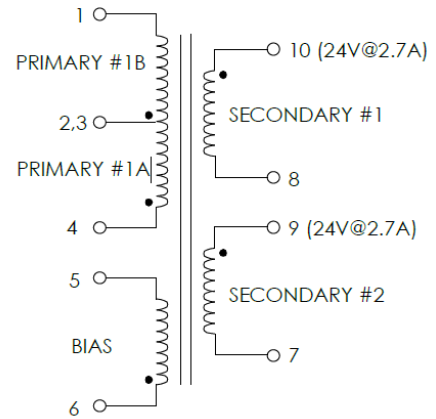 1
10 (24V@2.7A)
PRIMARY #1B
SECONDARY #1
2,3
PRIMARY #1A
8
4
9 (24V@2.7A)
5
SECONDARY #2
BIAS
7
6